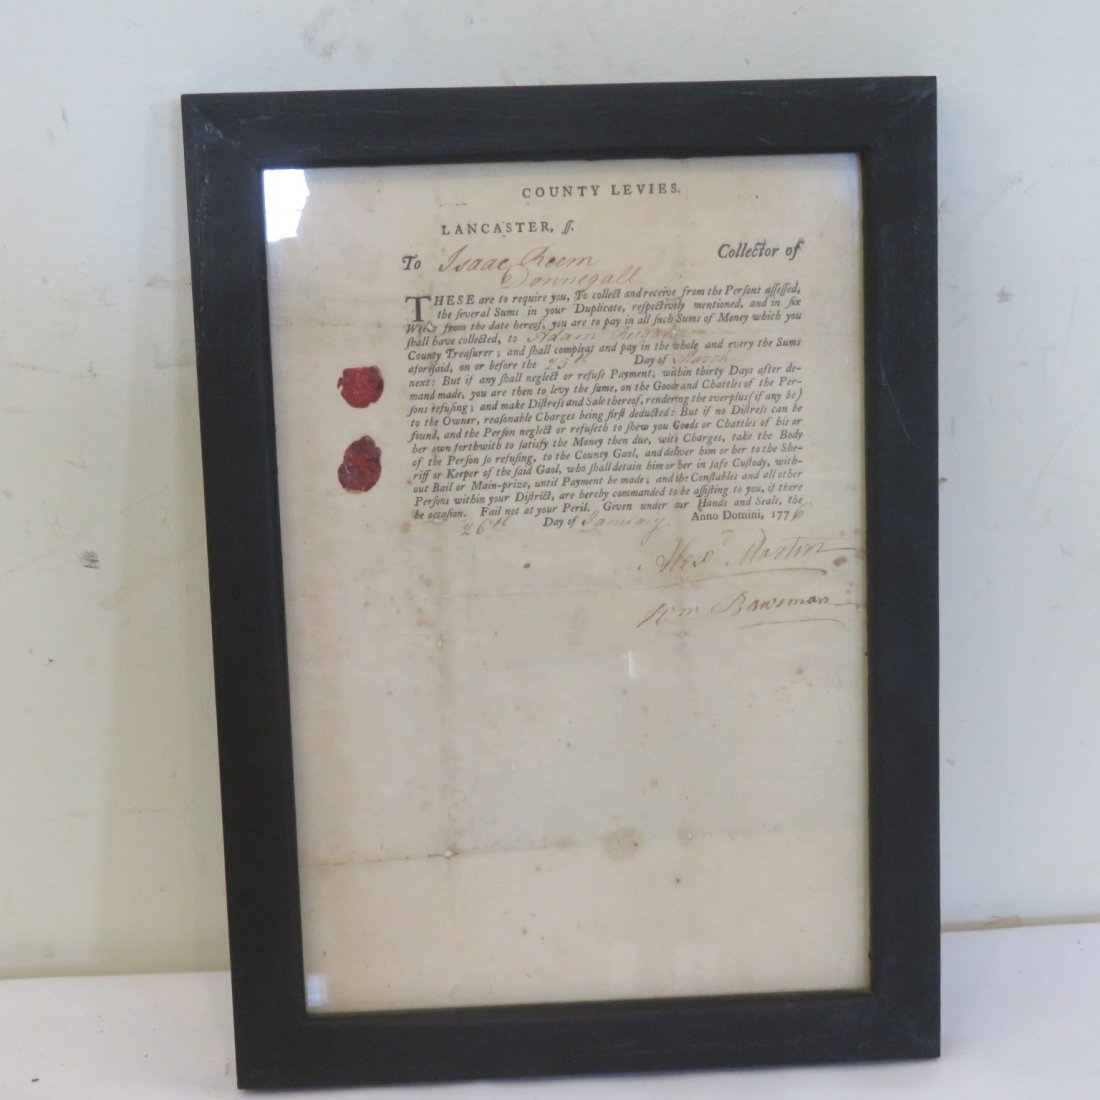 COUNTY LEVIES.
LANCASTER, ſſ.
To Isaac Reem Collector of
Donnegall
THESE are to require you, To collect and receive from the Perſons aſſeſſed,
the ſeveral Sums in your Duplicate, reſpectively mentioned, and in ſix
Weeks from the date hereof, you are to pay in all ſuch Sums of Money which you
ſhall have collected, to Adam
County Treaſurer; and ſhall compleat and pay in the whole and every the Sums
aforeſaid, on or before the 25th Day of March
next: But if any ſhall neglect or refuſe Payment, within thirty Days after de-
mand made, you are then to levy the ſame, on the Goods and Chattles of the Per-
ſons refuſing; and make Diſtreſs and Sale thereof, rendering the overplus (if any be)
to the Owner, reaſonable Charges being firſt deducted: But if no Diſtreſs can be
found, and the Perſon neglect or refuſeth to ſhew you Goods or Chattles of his or
her own forthwith to ſatisfy the Money then due, with Charges, take the Body
of the Perſon ſo refuſing, to the County Gaol, and deliver him or her to the She-
riff or Keeper of the ſaid Gaol, who ſhall detain him or her in ſafe Cuſtody, with-
out Bail or Main-prize, until Payment be made; and the Conſtables and all other
Perſons within your Diſtrict, are hereby commanded to be aſſiſting to you, if there
be occaſion. Fail not at your Peril. Given under our Hands and Seals, the
26th Day of January Anno Domini, 1776
Alexd Martin
Wm Bowsman